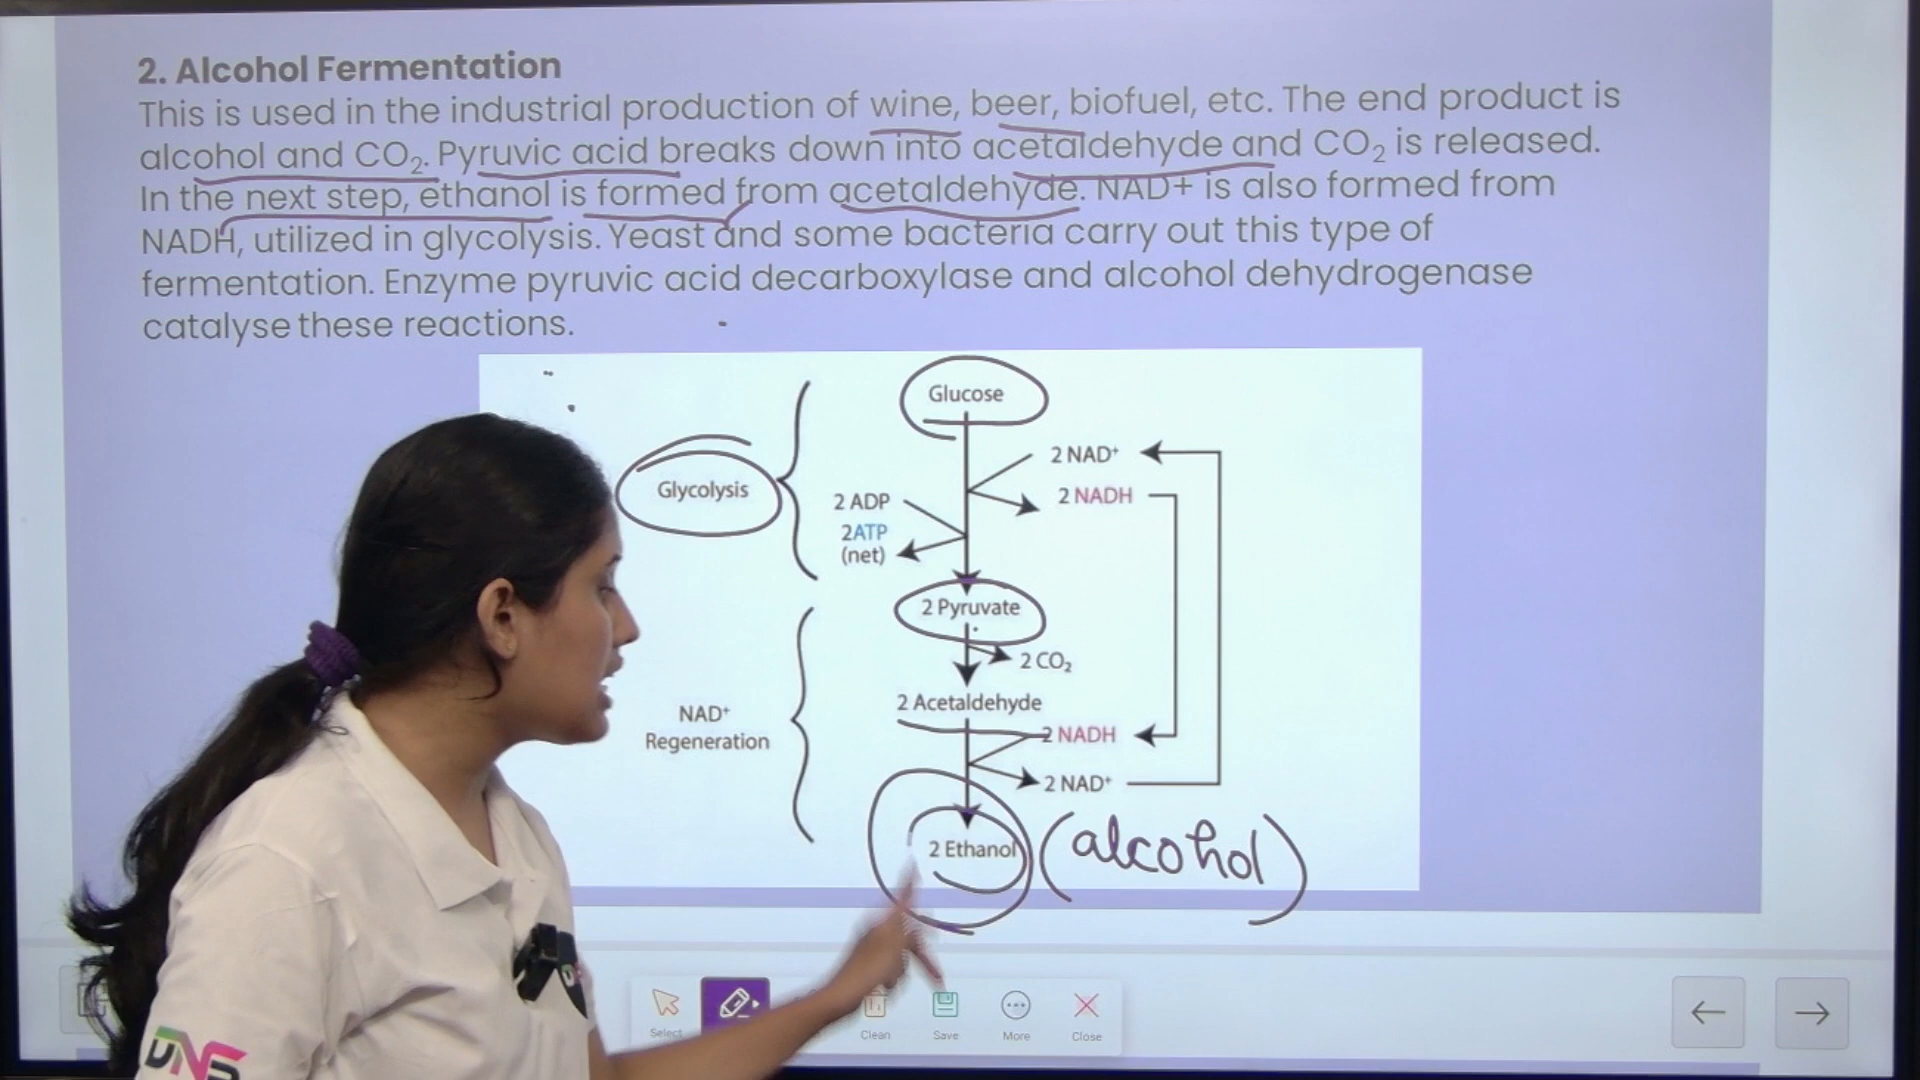 2. Alcohol Fermentation
This is used in the industrial production of wine, beer, biofuel, etc. The end product is
alcohol and CO₂. Pyruvic acid breaks down into acetaldehyde and CO₂ is released.
In the next step, ethanol is formed from acetaldehyde. NAD+ is also formed from
NADH, utilized in glycolysis. Yeast and some bacteria carry out this type of
fermentation. Enzyme pyruvic acid decarboxylase and alcohol dehydrogenase
catalyse these reactions.
Glucose
2 NAD⁺
Glycolysis
2 NADH
2 ADP
2ATP
(net)
2 Pyruvate
2 CO₂
2 Acetaldehyde
NAD⁺
Regeneration
2 NADH
2 NAD⁺
2 Ethanol (alcohol)
Select
Clean
Save
More
Close